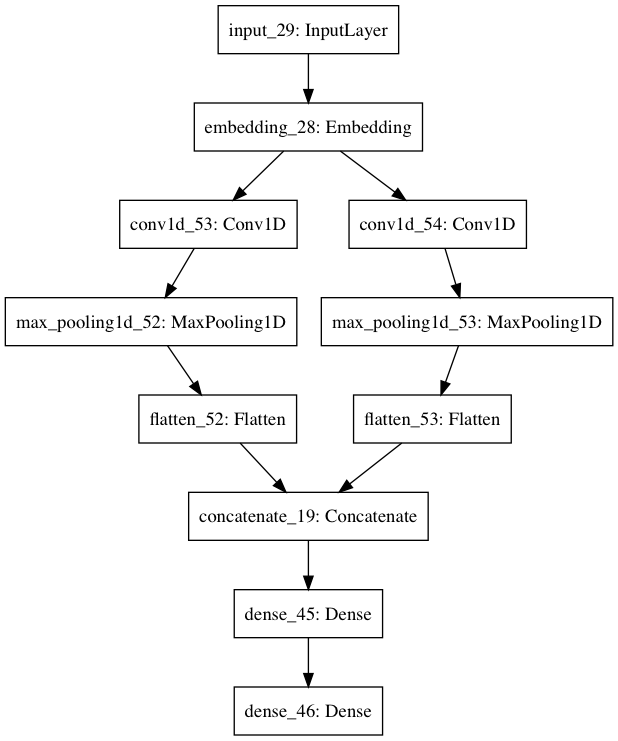 input_29: InputLayer
embedding_28: Embedding
conv1d_53: Conv1D
conv1d_54: Conv1D
max_pooling1d_52: MaxPooling1D
max_pooling1d_53: MaxPooling1D
flatten_52: Flatten
flatten_53: Flatten
concatenate_19: Concatenate
dense_45: Dense
dense_46: Dense